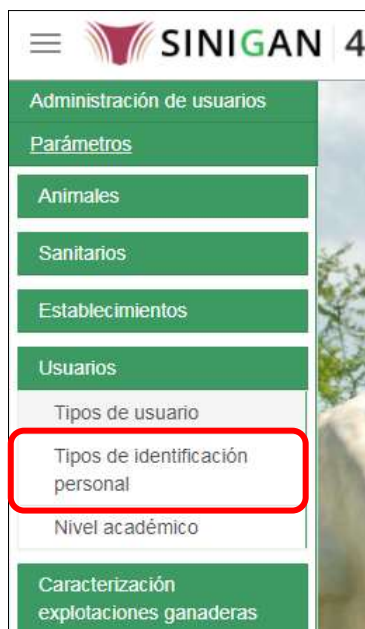 SINIGAN 4
Administración de usuarios
Parámetros
Animales
Sanitarios
Establecimientos
Usuarios
Tipos de usuario
Tipos de identificación
personal
Nivel académico
Caracterización
explotaciones ganaderas